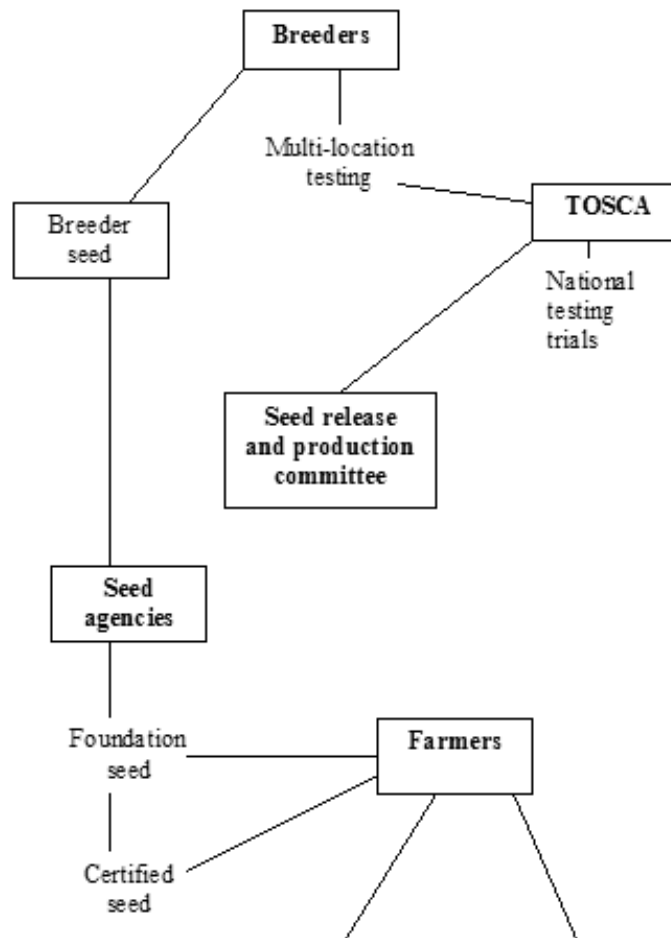 Breeders
Multi-location
testing
TOSCA
Breeder
seed
National
testing
trials
Seed release
and production
committee
Seed
agencies
Foundation
seed
Farmers
Certified
seed